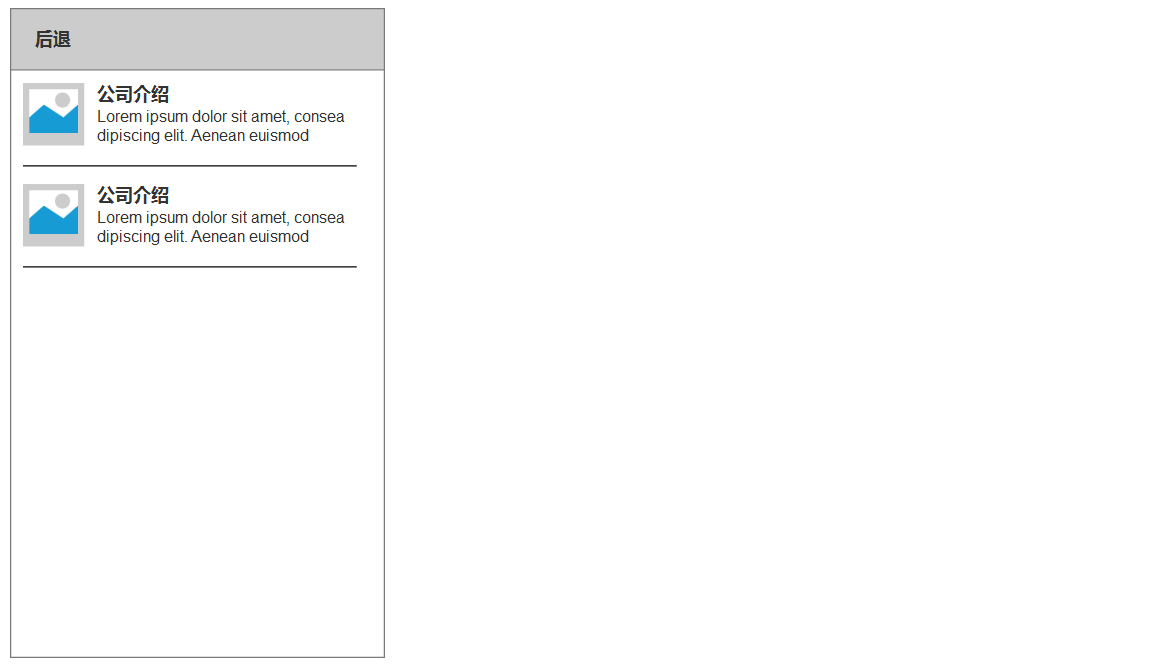 后退
公司介绍
Lorem ipsum dolor sit amet, consea
dipiscing elit. Aenean euismod
公司介绍
Lorem ipsum dolor sit amet, consea
dipiscing elit. Aenean euismod